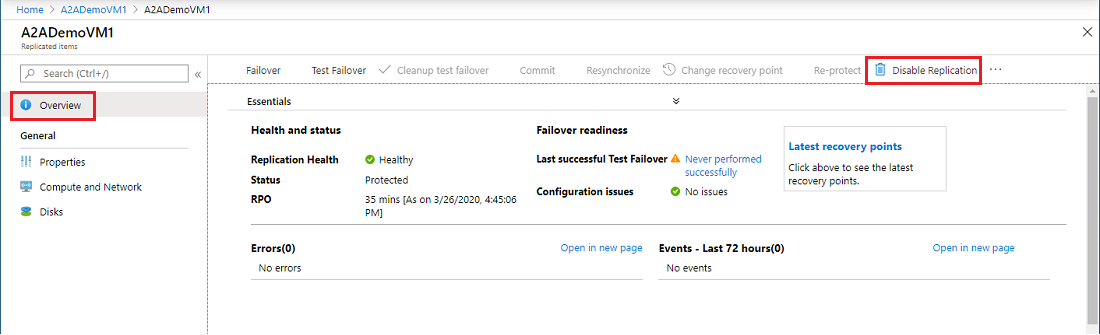 Home > A2ADemoVM1 > A2ADemoVM1
A2ADemoVM1
Replicated items
Search (Ctrl+/)
Overview
General
Properties
Compute and Network
Disks
Failover Test Failover Cleanup test failover Commit Resynchronize Change recovery point Re-protect Disable Replication ...
Essentials
Health and status
Replication Health Healthy
Status Protected
RPO 35 mins [As on 3/26/2020, 4:45:06
PM]
Failover readiness
Last successful Test Failover Never performed
successfully
Configuration issues No issues
Latest recovery points
Click above to see the latest
recovery points.
Errors(0) Open in new page
No errors
Events - Last 72 hours(0) Open in new page
No events